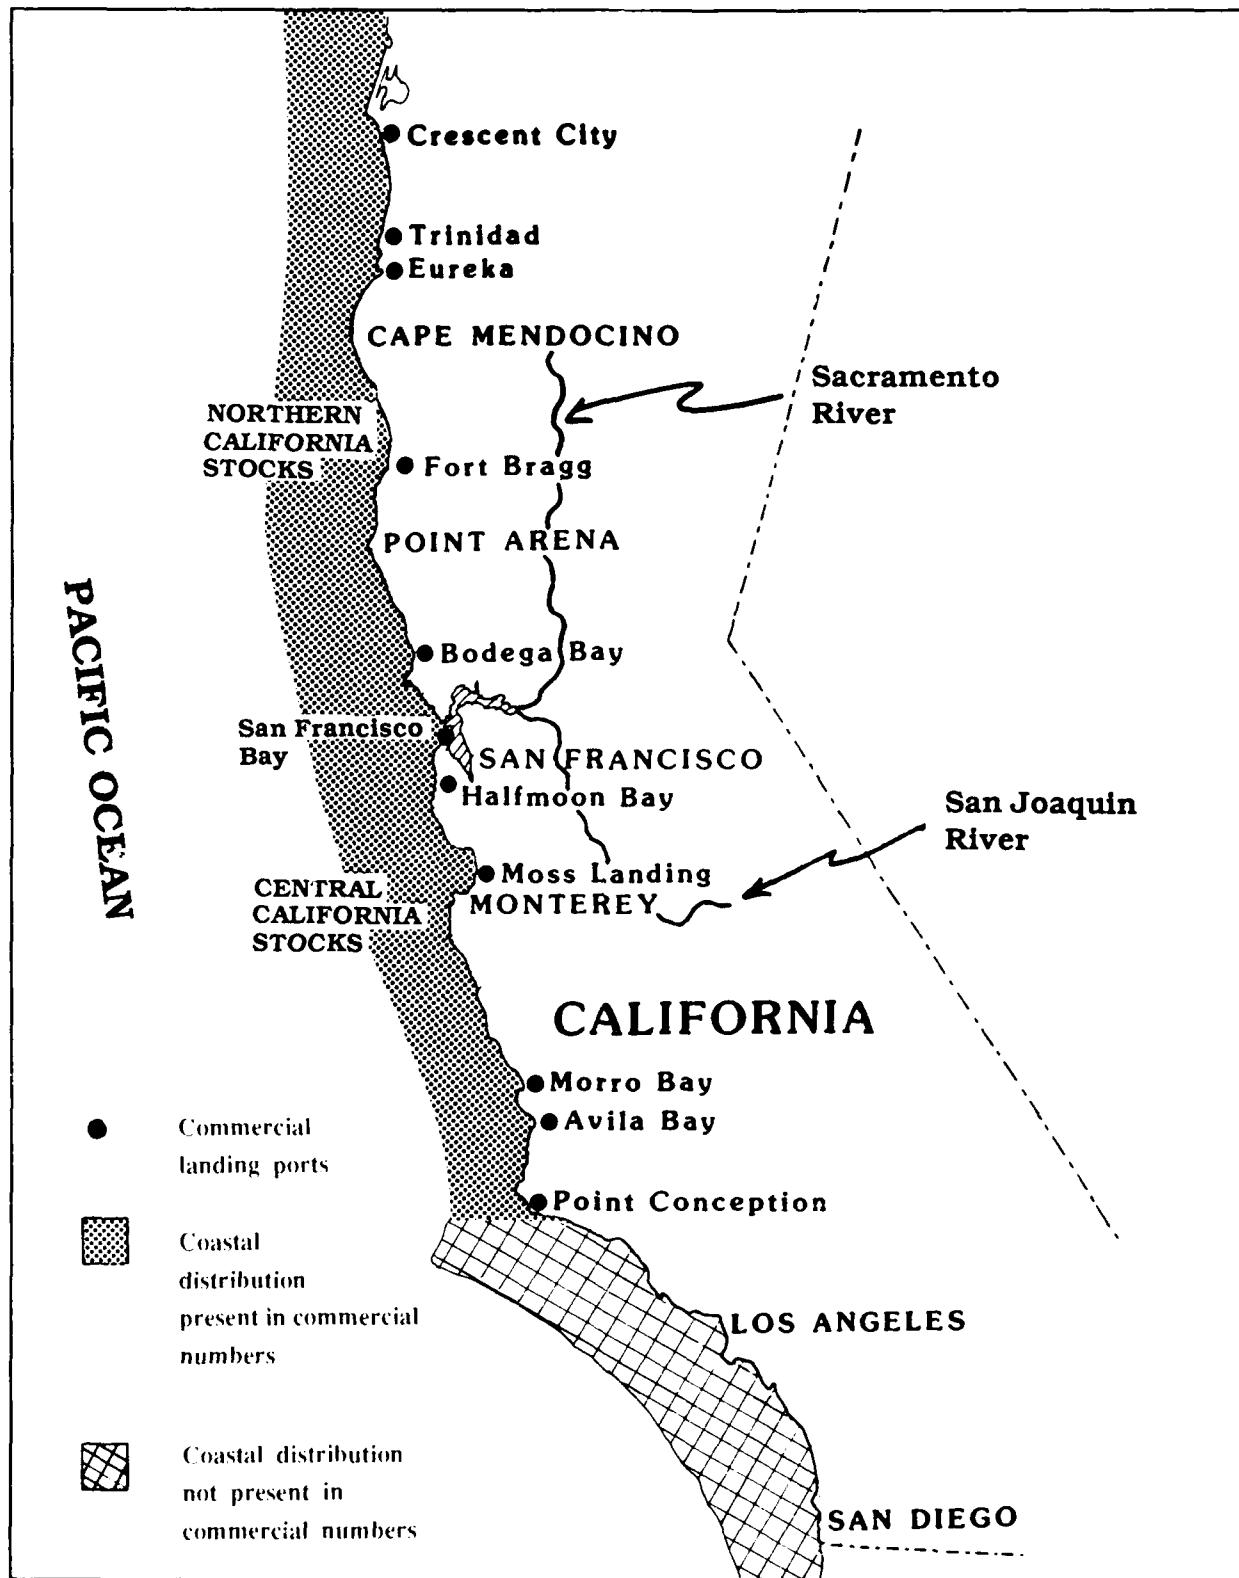 Crescent City
Trinidad
Eureka
CAPE MENDOCINO
Sacramento
River
NORTHERN
CALIFORNIA
STOCKS
Fort Bragg
POINT ARENA
PACIFIC OCEAN
Bodega Bay
San Francisco
Bay
SAN FRANCISCO
Halfmoon Bay
San Joaquin
River
Moss Landing
MONTEREY
CENTRAL
CALIFORNIA
STOCKS
CALIFORNIA
Morro Bay
Avila Bay
Point Conception
LOS ANGELES
SAN DIEGO
Commercial
landing ports
Coastal
distribution
present in commercial
numbers
Coastal distribution
not present in
commercial numbers